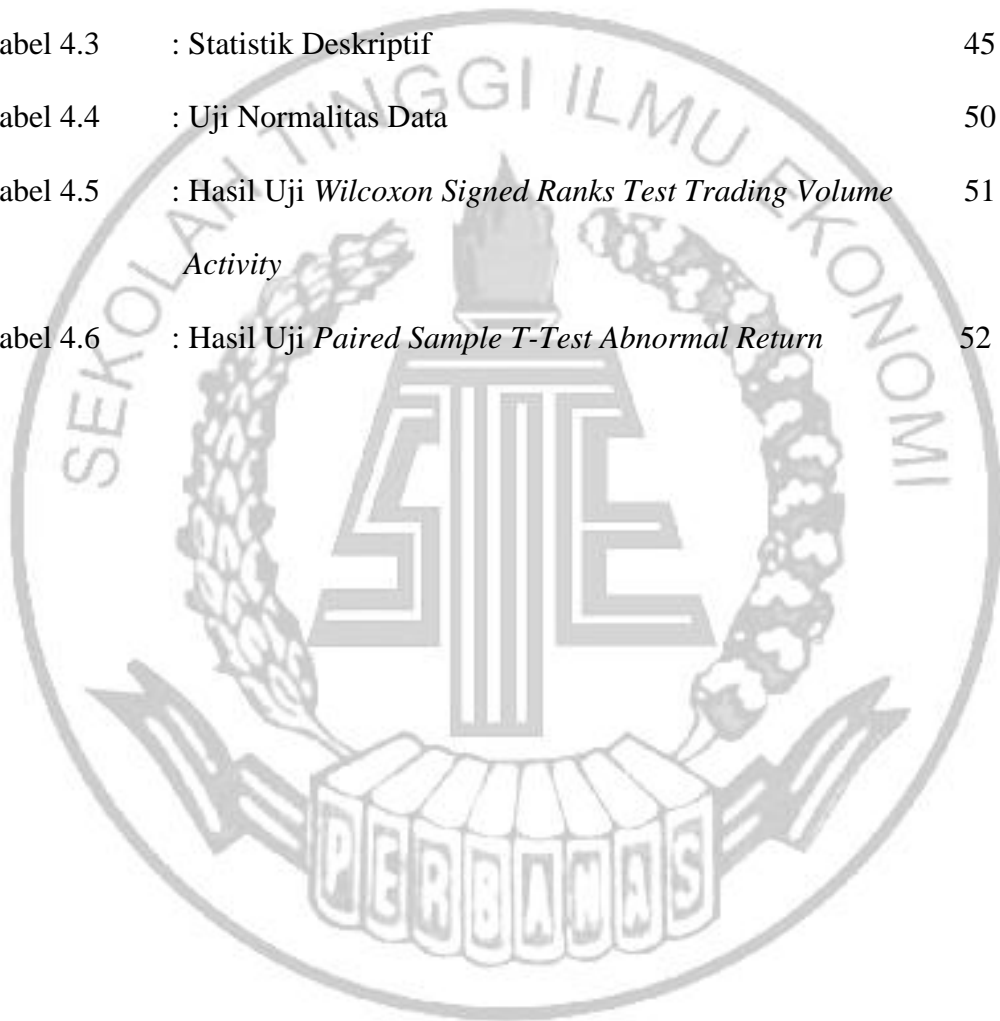 abel 4.3 : Statistik Deskriptif 45
abel 4.4 : Uji Normalitas Data 50
abel 4.5 : Hasil Uji Wilcoxon Signed Ranks Test Trading Volume 51
Activity
abel 4.6 : Hasil Uji Paired Sample T-Test Abnormal Return 52
SEKOLAH TINGGI ILMU EKONOMI
STIE
PERBANAS